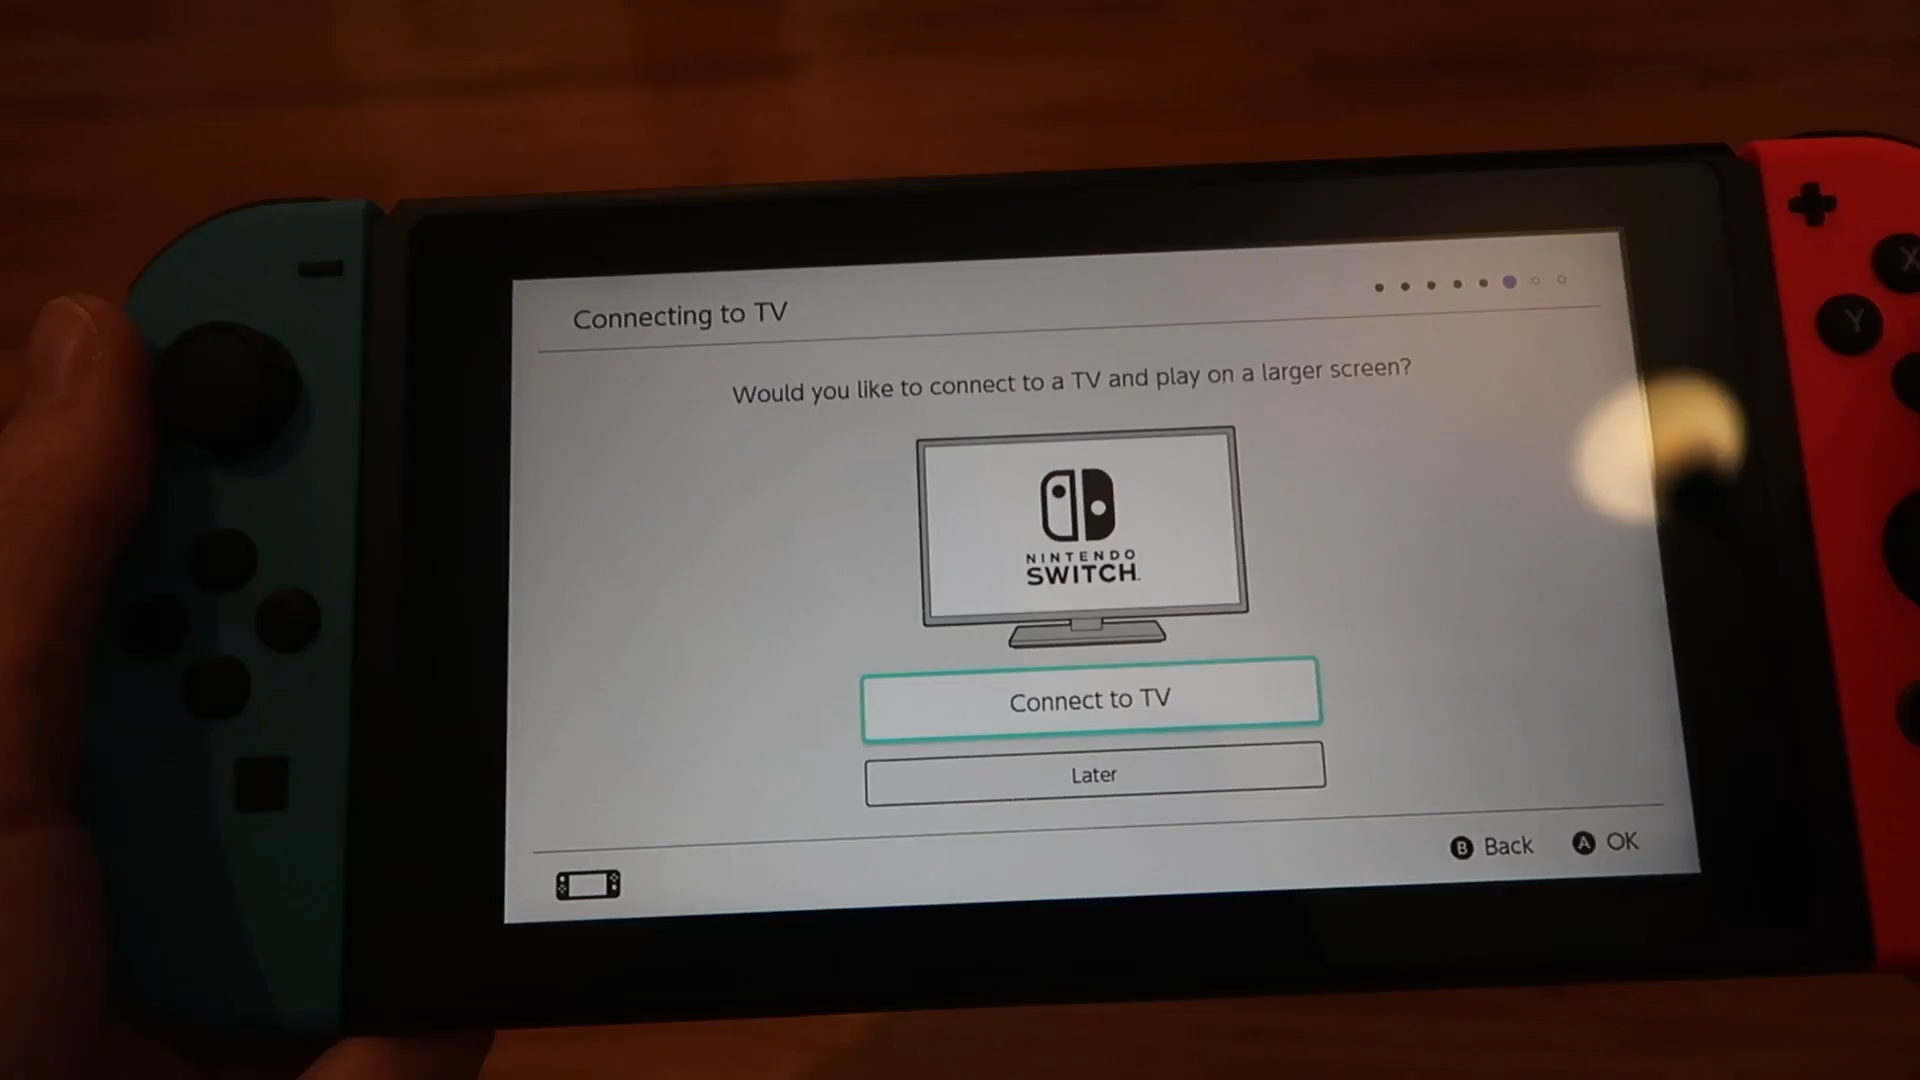 Connecting to TV
Would you like to connect to a TV and play on a larger screen?
NINTENDO
SWITCH.
Connect to TV
Later
B Back A OK
X
Y